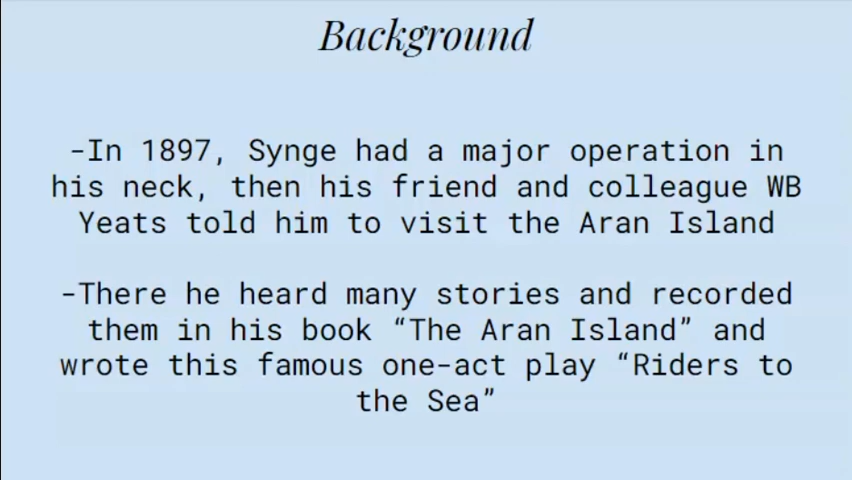 Background
-In 1897, Synge had a major operation in
his neck, then his friend and colleague WB
Yeats told him to visit the Aran Island
-There he heard many stories and recorded
them in his book “The Aran Island” and
wrote this famous one-act play “Riders to
the Sea”